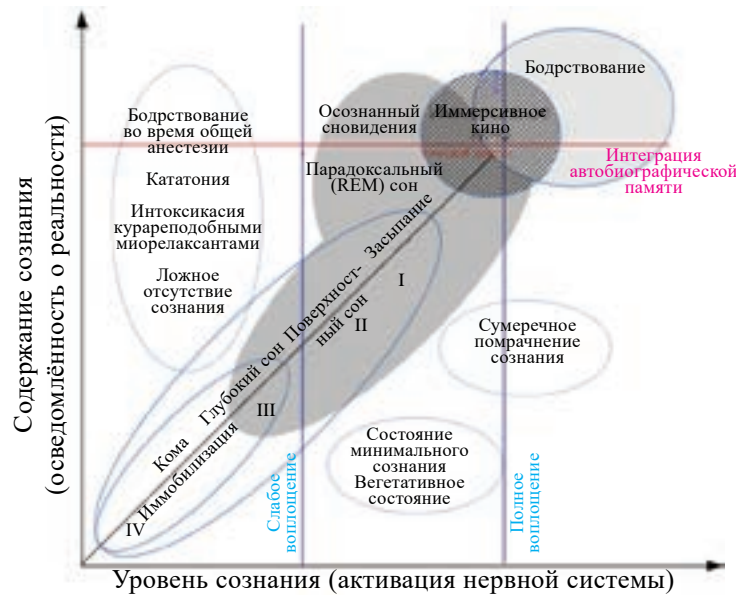 Содержание сознания
(осведомлённость о реальности)
Бодрствование
во время общей
анестезии
Кататония
Интоксикасия
курареподобными
миорелаксантами
Ложное
отсутствие
сознания
Осознанный
сновидения
Иммерсивное
кино
Бодрствование
Парадоксальный
(REM) сон
Интеграция
автобиографической
памяти
Засыпание
Поверхност-
ный сон
Глубокий сон
Кома
Иммобилизация
I
II
III
IV
Сумеречное
помрачнение
сознания
Состояние
минимального
сознания
Вегетативное
состояние
Слабое
воплощение
Полное
воплощение
Уровень сознания (активация нервной системы)